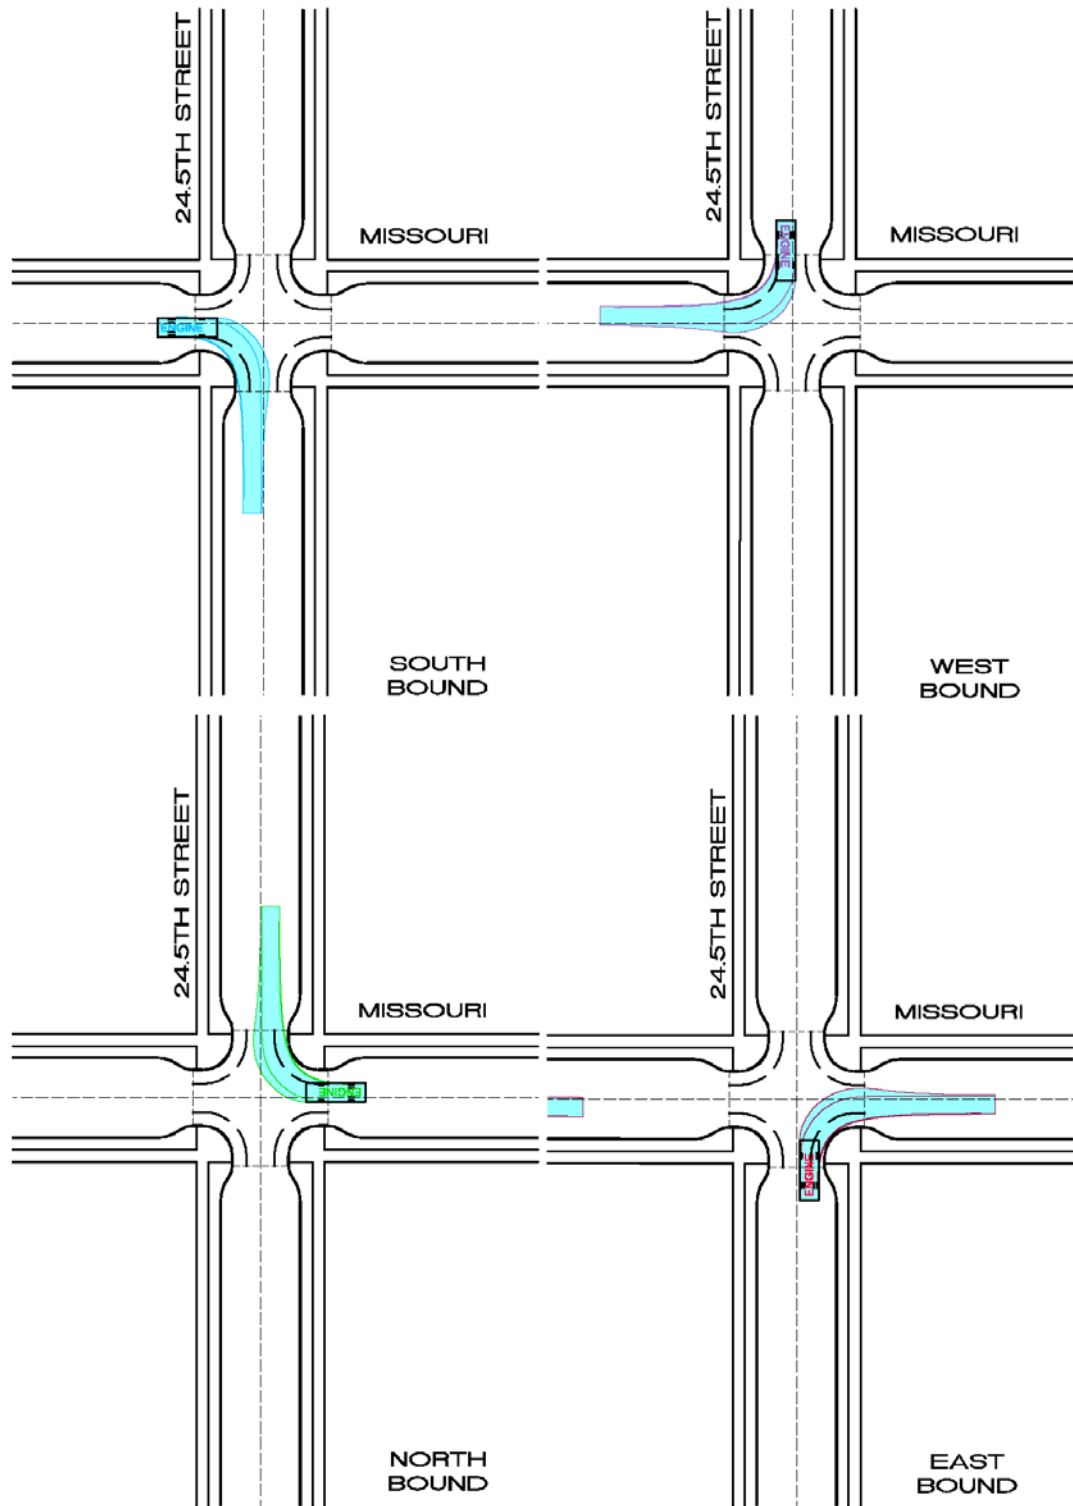 24.5TH STREET
MISSOURI
ENGINE
SOUTH
BOUND
24.5TH STREET
MISSOURI
ENGINE
WEST
BOUND
24.5TH STREET
MISSOURI
ENGINE
NORTH
BOUND
24.5TH STREET
MISSOURI
ENGINE
EAST
BOUND